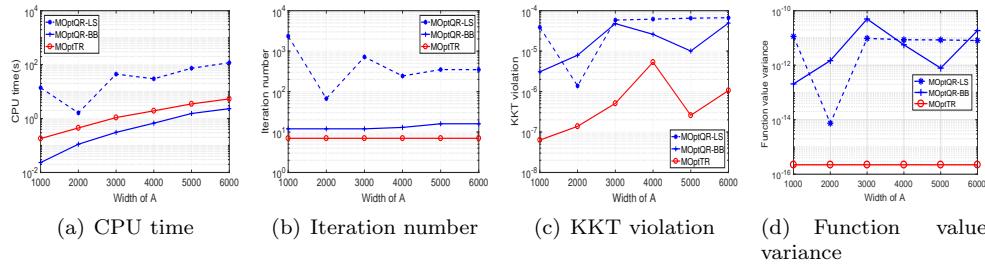 MOptQR-LS
MOptQR-BB
MOptTR
CPU time(s)
10^6
10^4
10^2
10^0
10^-2
1000 2000 3000 4000 5000 6000
Width of A
(a) CPU time
MOptQR-LS
MOptQR-BB
MOptTR
Iteration number
10^4
10^3
10^2
10^1
10^0
1000 2000 3000 4000 5000 6000
Width of A
(b) Iteration number
KKT violation
10^-3
10^-4
10^-5
10^-6
10^-7
10^-8
MOptQR-LS
MOptQR-BB
MOptTR
1000 2000 3000 4000 5000 6000
Width of A
(c) KKT violation
Function value variance
10^-10
10^-12
10^-14
10^-16
MOptQR-LS
MOptQR-BB
MOptTR
1000 2000 3000 4000 5000 6000
Width of A
(d) Function value
variance